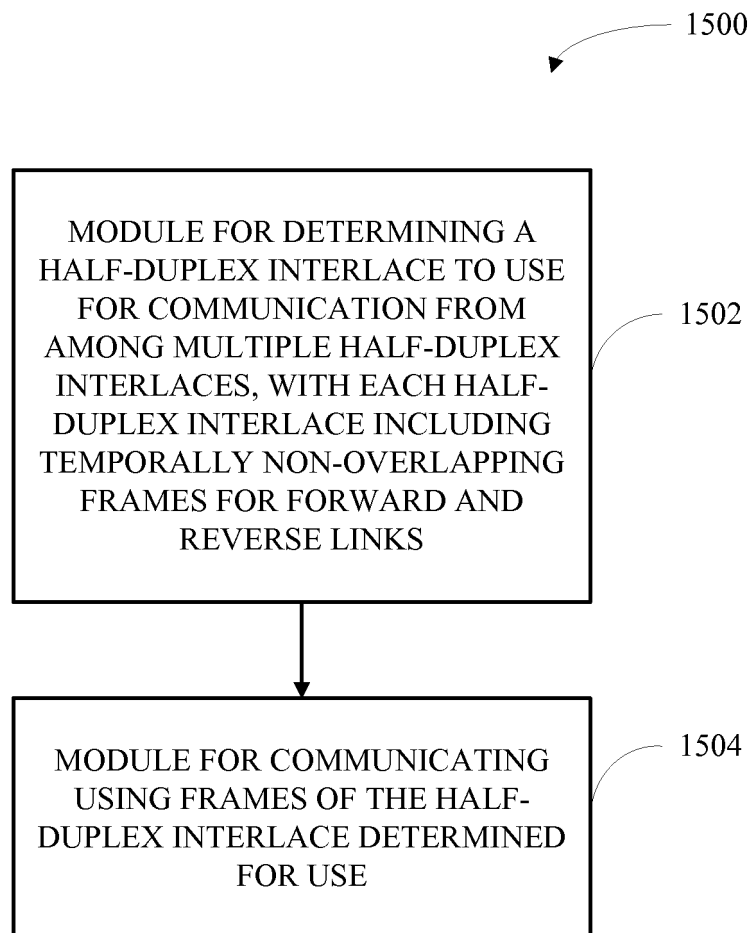 1500
MODULE FOR DETERMINING A
HALF-DUPLEX INTERLACE TO USE
FOR COMMUNICATION FROM
AMONG MULTIPLE HALF-DUPLEX
INTERLACES, WITH EACH HALF-
DUPLEX INTERLACE INCLUDING
TEMPORALLY NON-OVERLAPPING
FRAMES FOR FORWARD AND
REVERSE LINKS
1502
MODULE FOR COMMUNICATING
USING FRAMES OF THE HALF-
DUPLEX INTERLACE DETERMINED
FOR USE
1504